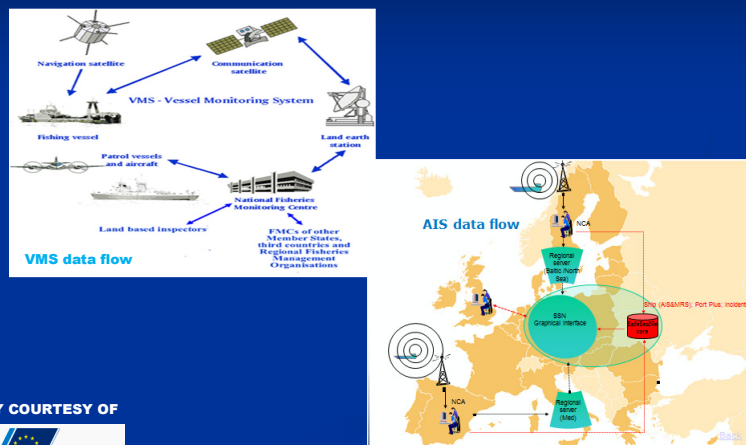 Navigation satellite
Communication
satellite
VMS - Vessel Monitoring System
Fishing vessel
Land earth
station
Patrol vessels
and aircraft
National Fisheries
Monitoring Centre
Land based inspectors
FMCs of other
Member States,
third countries and
Regional Fisheries
Management
Organisations
VMS data flow
AIS data flow
NCA
Regional
server
(Baltic /North
Sea)
SSN
Graphical Interface
Ship (AIS&MRS); Port Plus; Incident
core
NCA
Regional
server
(Med)
Back
Y COURTESY OF